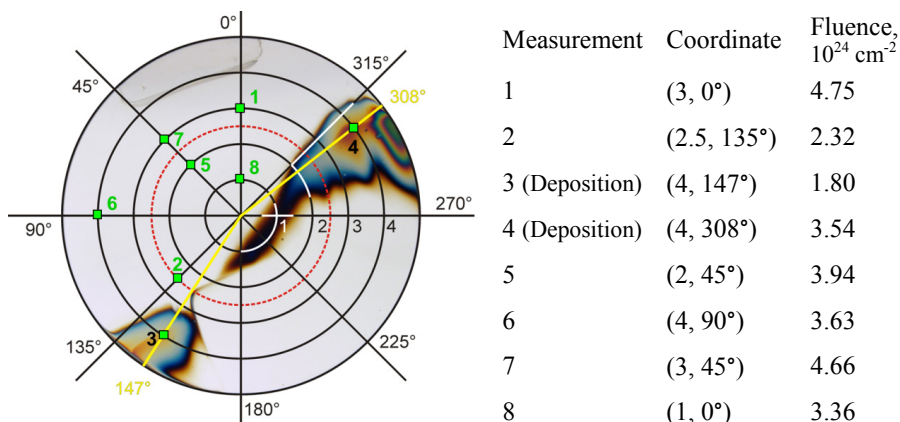 0°
45°
315°
308°
1
7
4
5
8
6
90°
270°
1 2 3 4
2
3
135°
225°
147°
180°
Measurement Coordinate Fluence, 10²⁴ cm⁻²
1 (3, 0°) 4.75
2 (2.5, 135°) 2.32
3 (Deposition) (4, 147°) 1.80
4 (Deposition) (4, 308°) 3.54
5 (2, 45°) 3.94
6 (4, 90°) 3.63
7 (3, 45°) 4.66
8 (1, 0°) 3.36